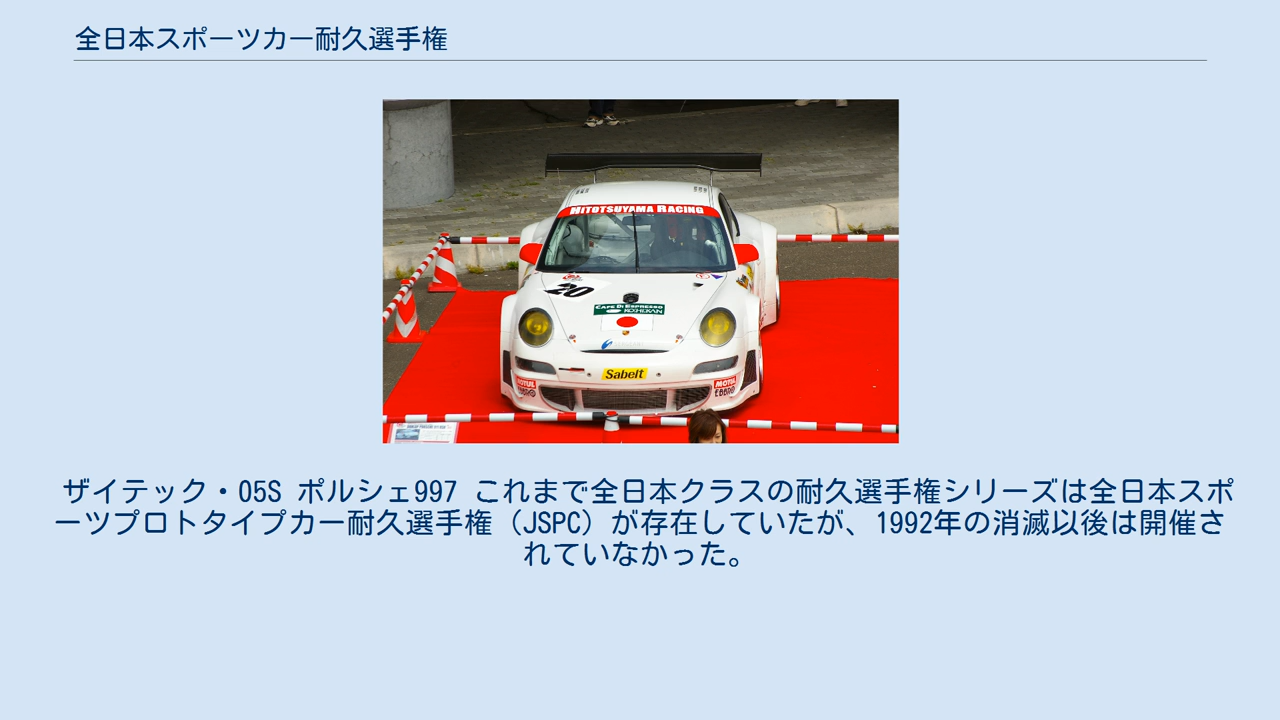 全日本スポーツカー耐久選手権
HITOTSUYAMA RACING
20
CAFE DI ESPRESSO
Sabelt
MOTUL
MOTUL
ザイテック・05S ポルシェ997 これまで全日本クラスの耐久選手権シリーズは全日本スポ
ーツプロトタイプカー耐久選手権（JSPC）が存在していたが、1992年の消滅以後は開催さ
れていなかった。